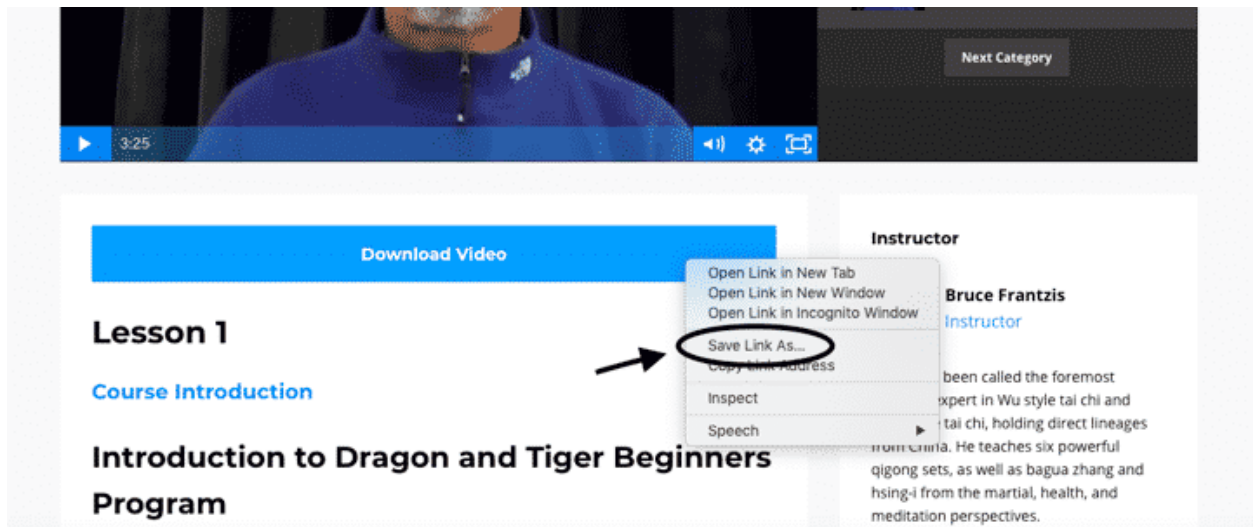 Next Category
3:25
Download Video
Lesson 1
Course Introduction
Introduction to Dragon and Tiger Beginners
Program
Open Link in New Tab
Open Link in New Window
Open Link in Incognito Window
Save Link As...
Copy Link Address
Inspect
Speech
Instructor
Bruce Frantzis
Instructor
been called the foremost
expert in Wu style tai chi and
tai chi, holding direct lineages
from China. He teaches six powerful
qigong sets, as well as bagua zhang and
hsing-i from the martial, health, and
meditation perspectives.